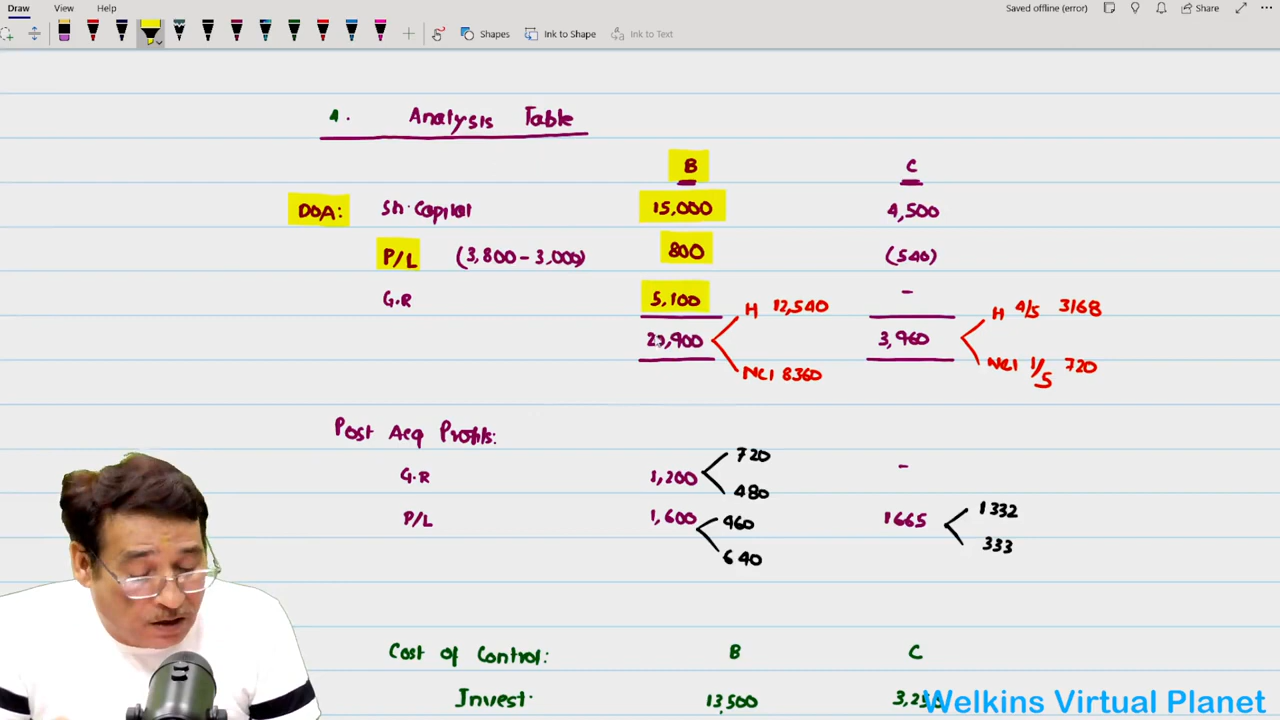 Draw View Help Saved offline (error) Share
Shapes Ink to Shape Ink to Text
A. Analysis Table
B C
DOA: Sh. Capital 15,000 4,500
P/L (3,800 - 3,000) 800 (540)
G.R 5,100 -
H 12,540 H 4/5 3168
20,900 3,960
NCI 8360 NCI 1/5 720
Post Acq Profits:
720
G.R 1,200 -
480
1332
P/L 1,600 960 1665
333
640
Cost of Control: B C
Invest. 13,500
Welkins Virtual Planet